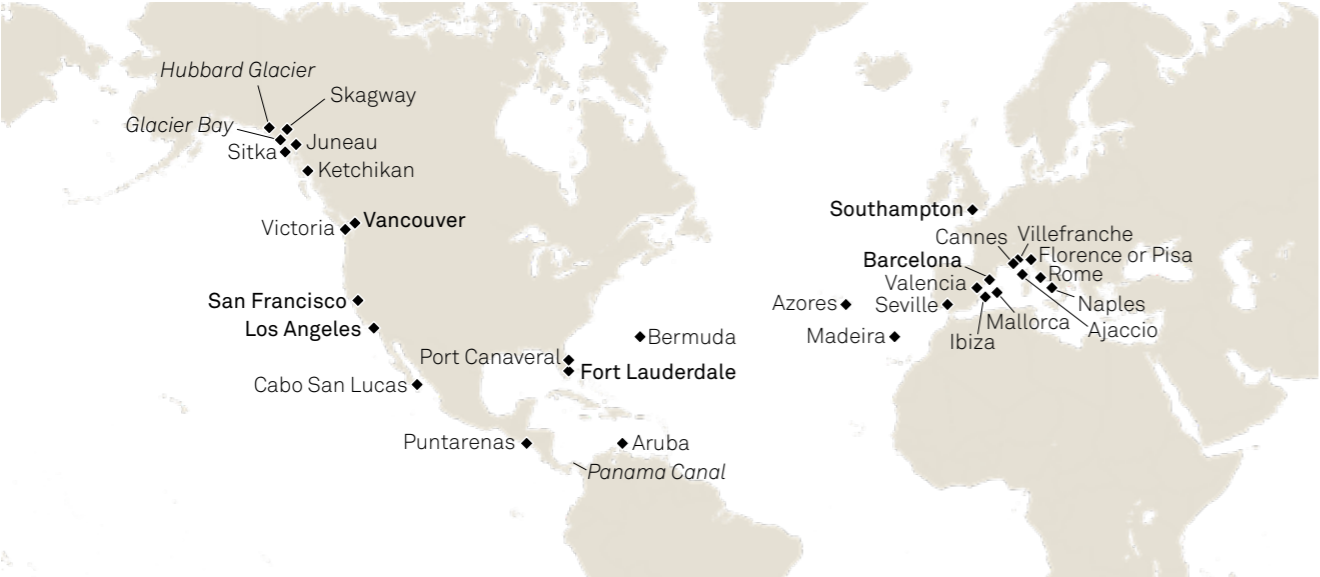 Hubbard Glacier
Skagway
Glacier Bay
Juneau
Sitka
Ketchikan
Victoria
Vancouver
San Francisco
Los Angeles
Cabo San Lucas
Puntarenas
Port Canaveral
Fort Lauderdale
Bermuda
Aruba
Panama Canal
Azores
Madeira
Southampton
Cannes
Villefranche
Barcelona
Florence or Pisa
Valencia
Rome
Seville
Naples
Mallorca
Ajaccio
Ibiza